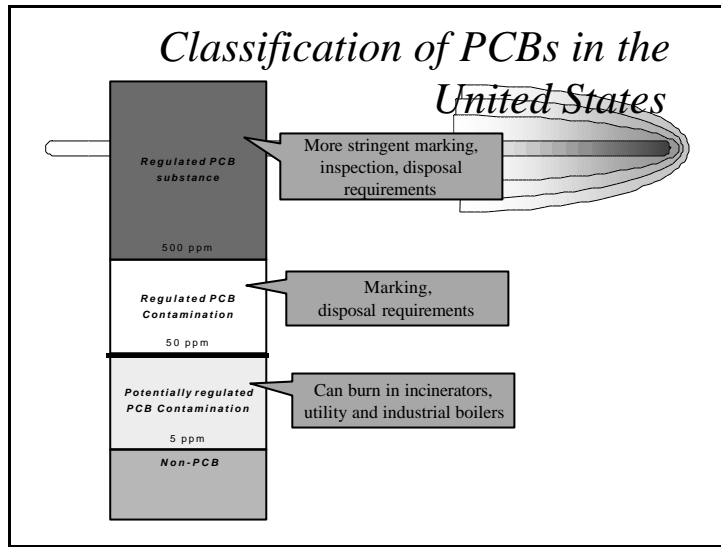 Classification of PCBs in the
United States
Regulated PCB
substance
500 ppm
More stringent marking,
inspection, disposal
requirements
Regulated PCB
Contamination
50 ppm
Marking,
disposal requirements
Potentially regulated
PCB Contamination
5 ppm
Can burn in incinerators,
utility and industrial boilers
Non-PCB